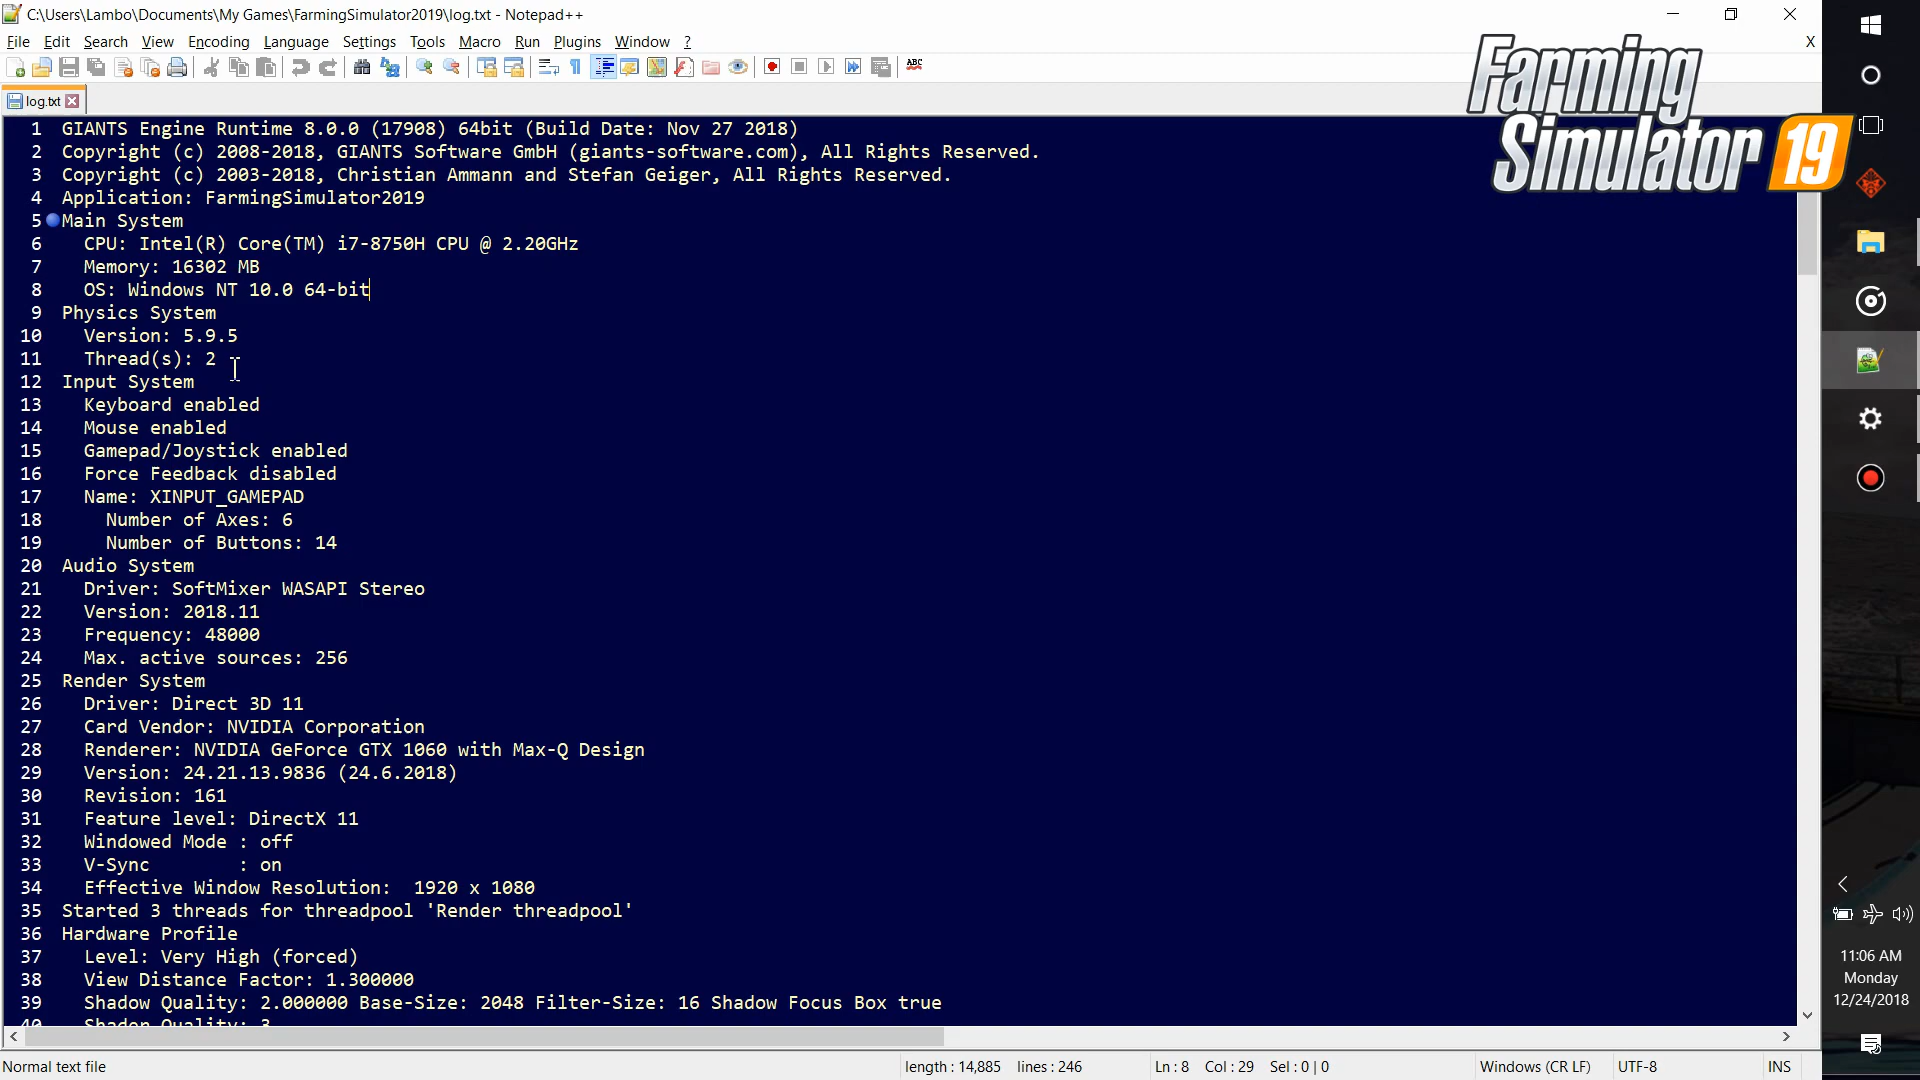 C:\Users\Lambo\Documents\My Games\FarmingSimulator2019\log.txt - Notepad++
File Edit Search View Encoding Language Settings Tools Macro Run Plugins Window ? X
ABC
Farming
Simulator 19
log.txt
1 GIANTS Engine Runtime 8.0.0 (17908) 64bit (Build Date: Nov 27 2018)
2 Copyright (c) 2008-2018, GIANTS Software GmbH (giants-software.com), All Rights Reserved.
3 Copyright (c) 2003-2018, Christian Ammann and Stefan Geiger, All Rights Reserved.
4 Application: FarmingSimulator2019
5 Main System
6 CPU: Intel(R) Core(TM) i7-8750H CPU @ 2.20GHz
7 Memory: 16302 MB
8 OS: Windows NT 10.0 64-bit
9 Physics System
10 Version: 5.9.5
11 Thread(s): 2
12 Input System
13 Keyboard enabled
14 Mouse enabled
15 Gamepad/Joystick enabled
16 Force Feedback disabled
17 Name: XINPUT_GAMEPAD
18 Number of Axes: 6
19 Number of Buttons: 14
20 Audio System
21 Driver: SoftMixer WASAPI Stereo
22 Version: 2018.11
23 Frequency: 48000
24 Max. active sources: 256
25 Render System
26 Driver: Direct 3D 11
27 Card Vendor: NVIDIA Corporation
28 Renderer: NVIDIA GeForce GTX 1060 with Max-Q Design
29 Version: 24.21.13.9836 (24.6.2018)
30 Revision: 161
31 Feature level: DirectX 11
32 Windowed Mode : off
33 V-Sync : on
34 Effective Window Resolution: 1920 x 1080
35 Started 3 threads for threadpool 'Render threadpool'
36 Hardware Profile
37 Level: Very High (forced)
38 View Distance Factor: 1.300000
39 Shadow Quality: 2.000000 Base-Size: 2048 Filter-Size: 16 Shadow Focus Box true
40 Shader Quality: 3
11:06 AM
Monday
12/24/2018
Normal text file length : 14,885 lines : 246 Ln : 8 Col : 29 Sel : 0 | 0 Windows (CR LF) UTF-8 INS